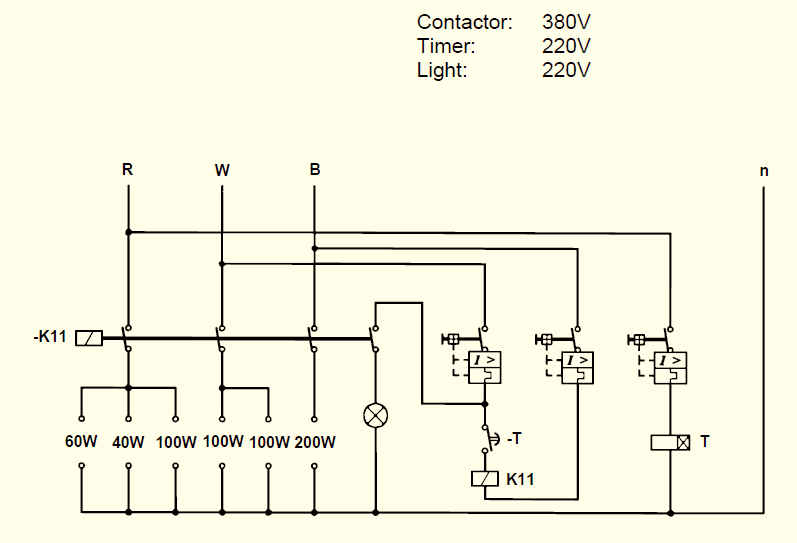 Contactor: 380V
Timer: 220V
Light: 220V
R W B n
-K11
I > I > I >
60W 40W 100W 100W 100W 200W
-T T
K11